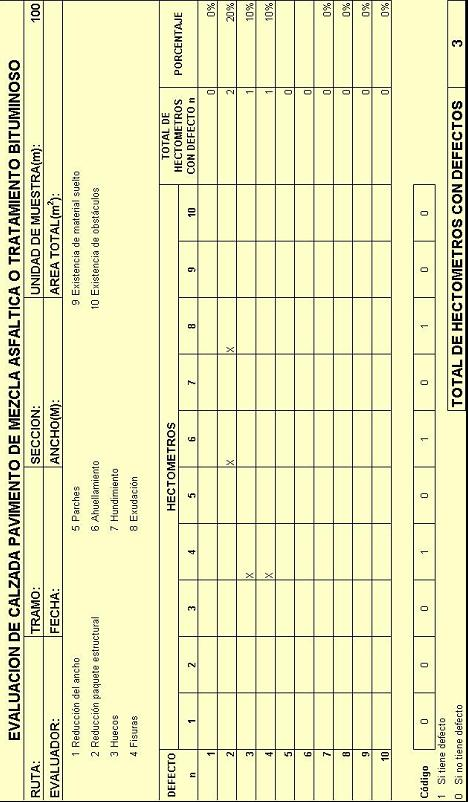 EVALUACION DE CALZADA PAVIMENTO DE MEZCLA ASFALTICA O TRATAMIENTO BITUMINOSO
RUTA: TRAMO: SECCION: UNIDAD DE MUESTRA(m): 100
EVALUADOR: FECHA: ANCHO(M): AREA TOTAL(m²):
1 Reducción del ancho 5 Parches 9 Existencia de material suelto
2 Reducción paquete estructural 6 Ahuellamiento 10 Existencia de obstáculos
3 Huecos 7 Hundimiento
4 Fisuras 8 Exudación
DEFECTO HECTOMETROS TOTAL DE HECTOMETROS CON DEFECTO n PORCENTAJE
n 1 2 3 4 5 6 7 8 9 10
1 0 0%
2 X X 2 20%
3 X 1 10%
4 X 1 10%
5 0
6 0
7 0 0%
8 0 0%
9 0 0%
10 0 0%
Código 0 0 0 1 0 1 0 1 0 0
1 Si tiene defecto
0 Si no tiene defecto
TOTAL DE HECTOMETROS CON DEFECTOS 3